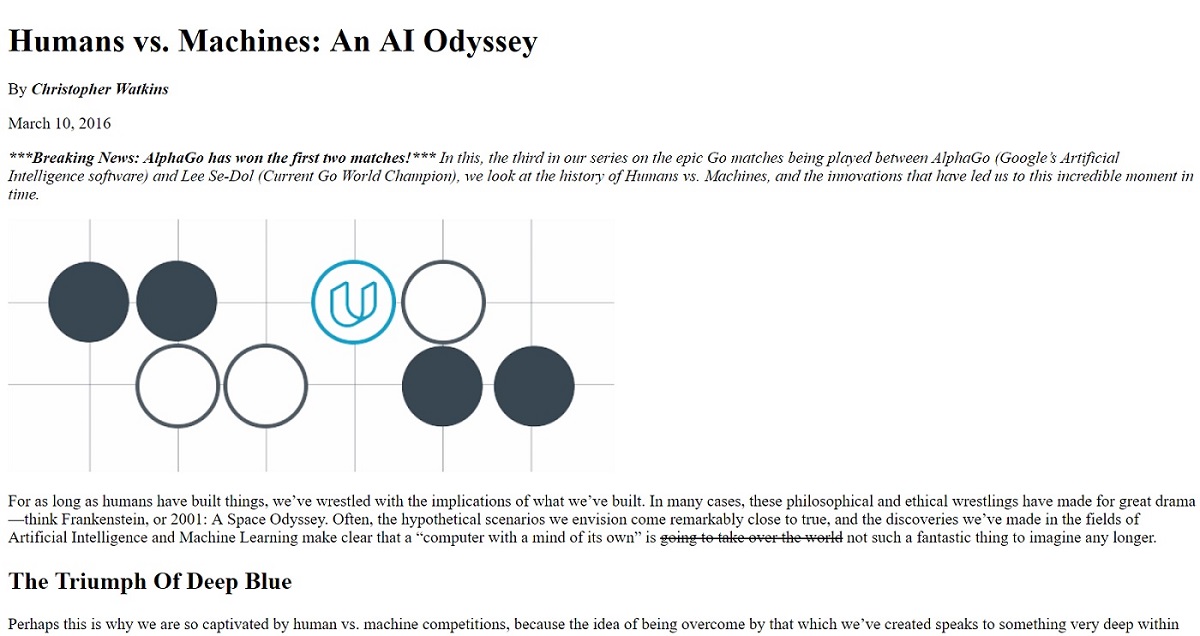 Humans vs. Machines: An AI Odyssey
By Christopher Watkins
March 10, 2016
***Breaking News: AlphaGo has won the first two matches!*** In this, the third in our series on the epic Go matches being played between AlphaGo (Google’s Artificial
Intelligence software) and Lee Se-Dol (Current Go World Champion), we look at the history of Humans vs. Machines, and the innovations that have led us to this incredible moment in
time.
For as long as humans have built things, we’ve wrestled with the implications of what we’ve built. In many cases, these philosophical and ethical wrestlings have made for great drama
—think Frankenstein, or 2001: A Space Odyssey. Often, the hypothetical scenarios we envision come remarkably close to true, and the discoveries we’ve made in the fields of
Artificial Intelligence and Machine Learning make clear that a “computer with a mind of its own” is going to take over the world not such a fantastic thing to imagine any longer.
The Triumph Of Deep Blue
Perhaps this is why we are so captivated by human vs. machine competitions, because the idea of being overcome by that which we’ve created speaks to something very deep within